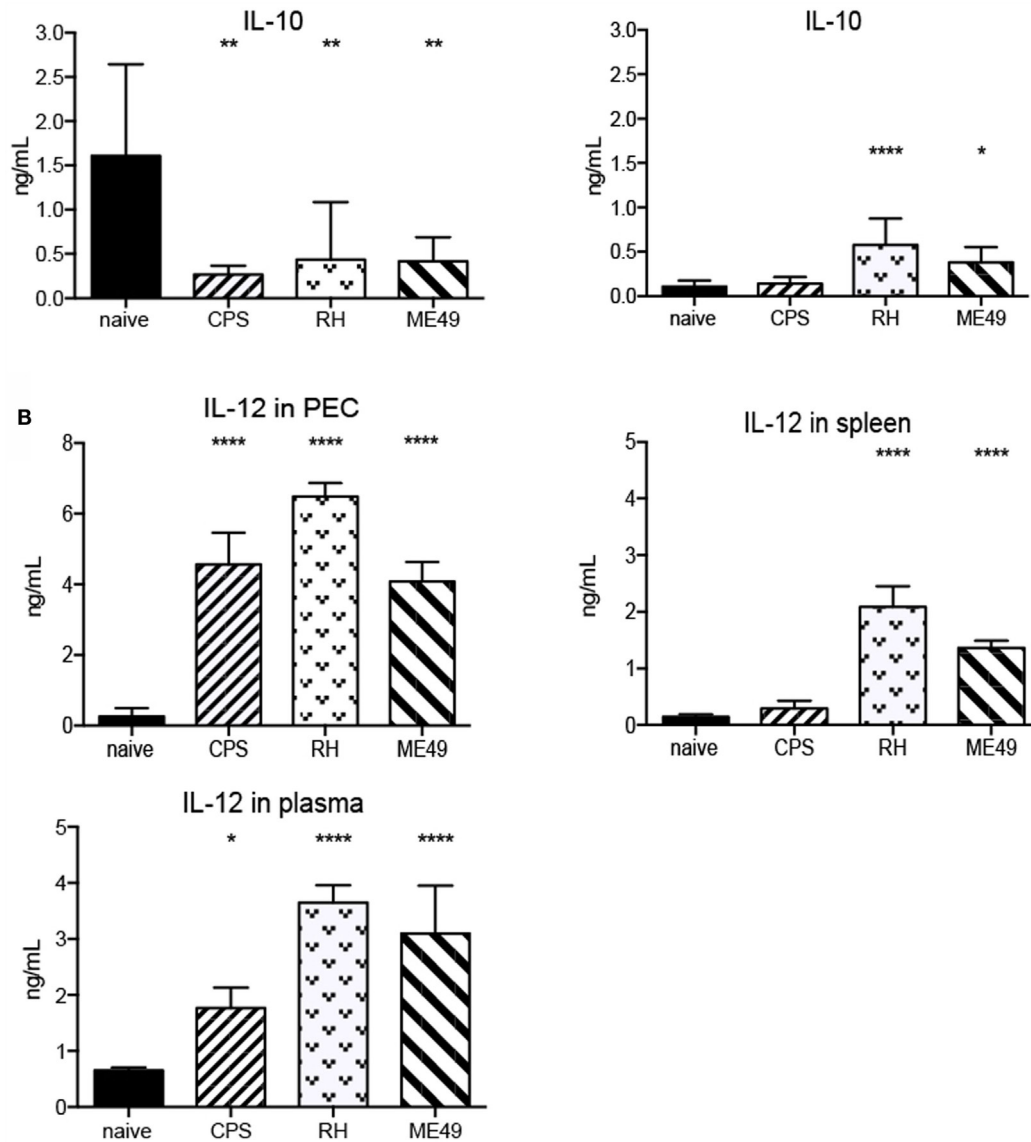 IL-10
** ** **
3.0
2.5
2.0
1.5
1.0
0.5
0.0
ng/mL
naive CPS RH ME49
IL-10
3.0
2.5
2.0
1.5
1.0
0.5
0.0
ng/mL
**** *
naive CPS RH ME49
B
IL-12 in PEC
**** **** ****
8
6
4
2
0
ng/mL
naive CPS RH ME49
IL-12 in spleen
**** ****
5
4
3
2
1
0
ng/mL
naive CPS RH ME49
IL-12 in plasma
* **** ****
5
4
3
2
1
0
ng/mL
naive CPS RH ME49